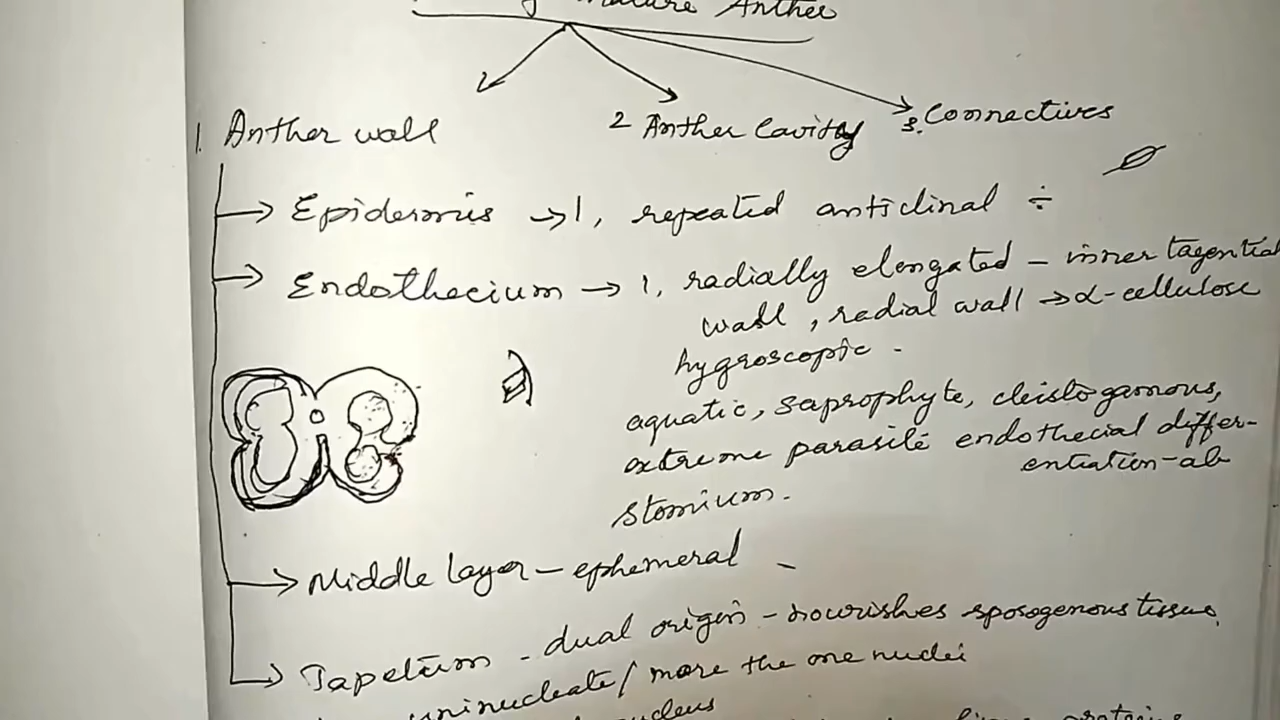 mature Anther
1. Anther wall
2 Anther Cavity
3. Connectives
→ Epidermis → 1, repeated anticlinal ÷
→ Endothecium → 1, radially elongated - inner tagential
wall, radial wall → α-cellulose
hygroscopic -
aquatic, saprophyte, cleistogamous,
extreme parasite endothecial differ-
entiation-ab
Stomium.
→ Middle layer - ephemeral -
→ Tapetum - dual origin - nourishes sporogenous tissue,
uninucleate/more the one nuclei